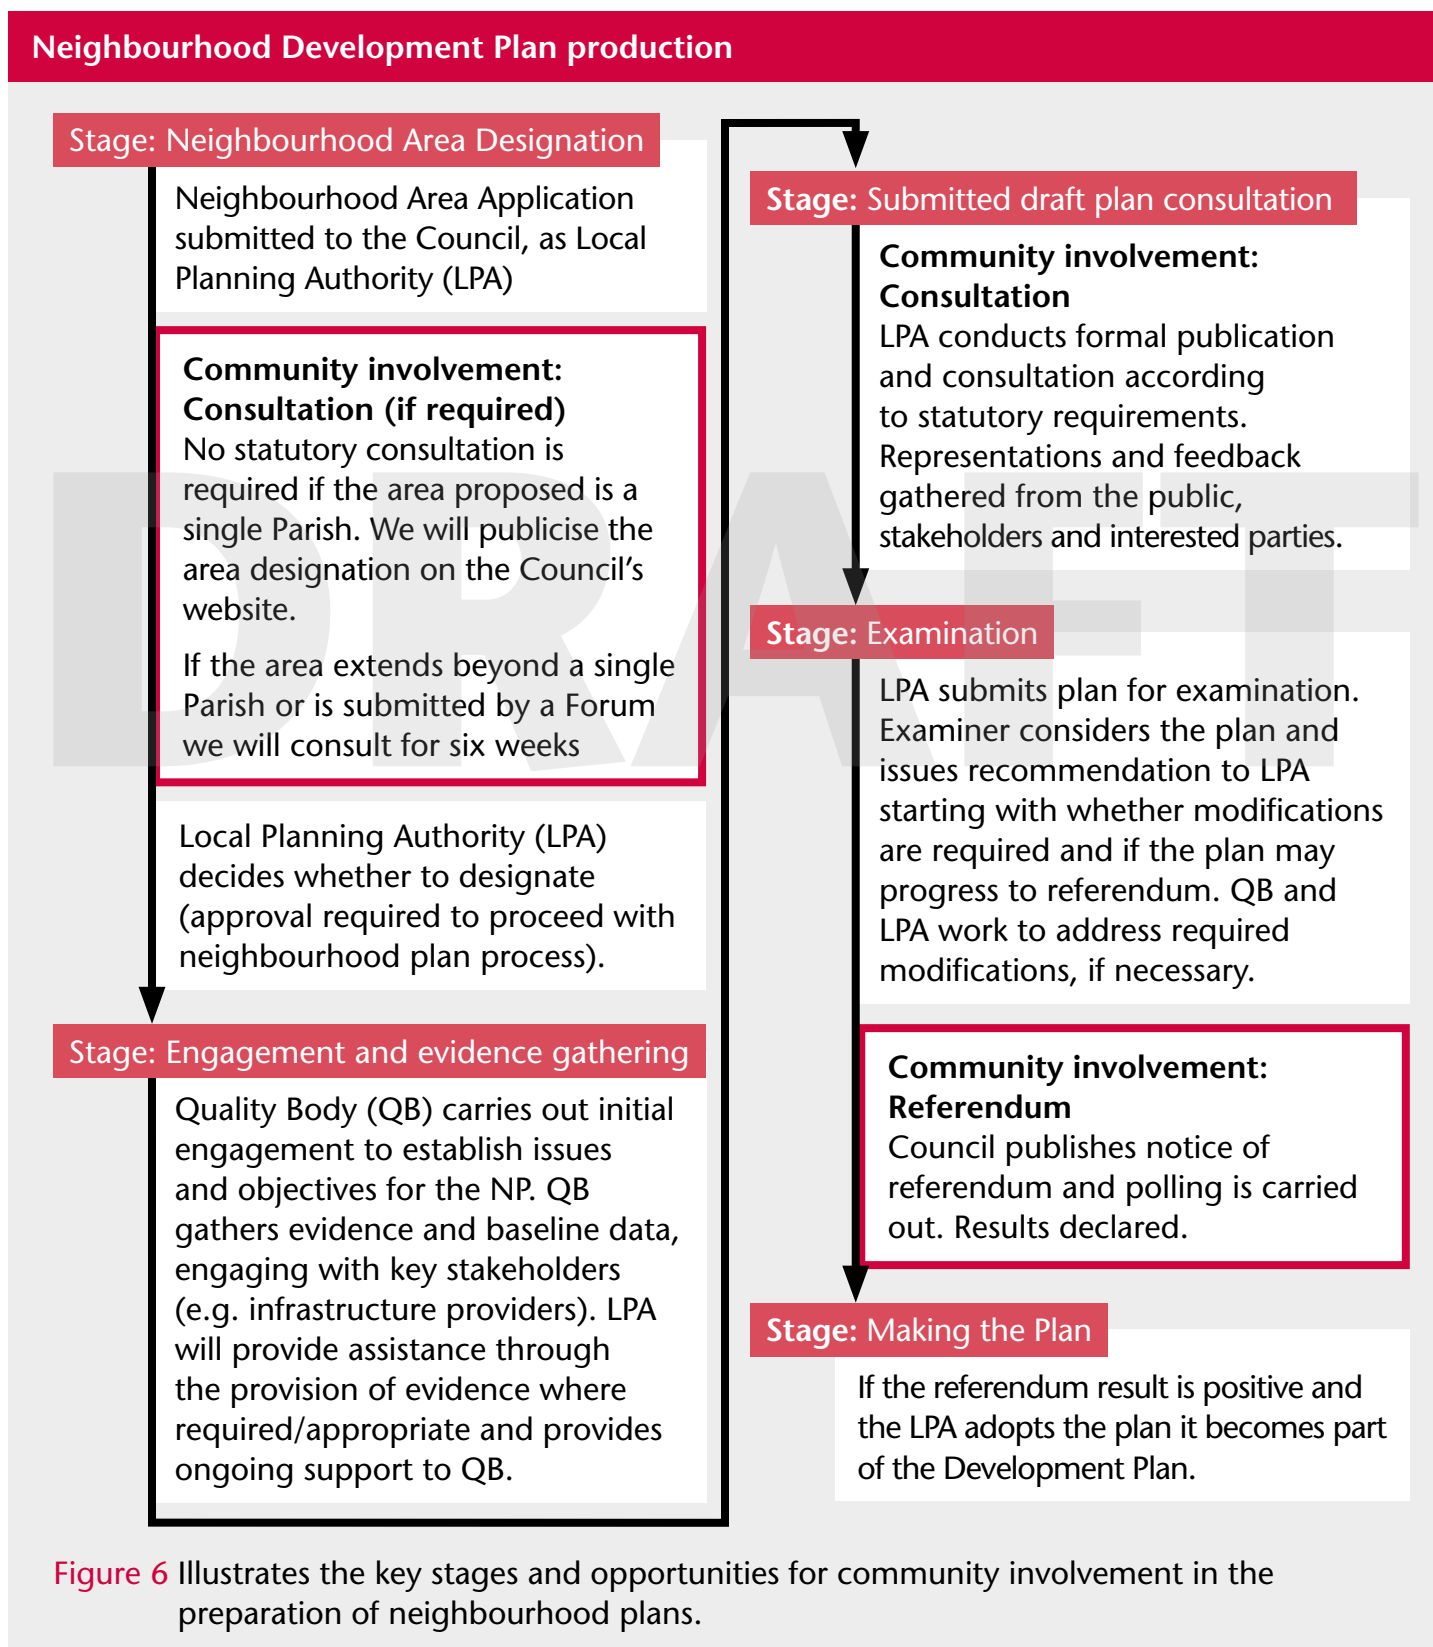 Neighbourhood Development Plan production
Stage: Neighbourhood Area Designation
Neighbourhood Area Application
submitted to the Council, as Local
Planning Authority (LPA)
Community involvement:
Consultation (if required)
No statutory consultation is
required if the area proposed is a
single Parish. We will publicise the
area designation on the Council's
website.
If the area extends beyond a single
Parish or is submitted by a Forum
we will consult for six weeks
Local Planning Authority (LPA)
decides whether to designate
(approval required to proceed with
neighbourhood plan process).
Stage: Engagement and evidence gathering
Quality Body (QB) carries out initial
engagement to establish issues
and objectives for the NP. QB
gathers evidence and baseline data,
engaging with key stakeholders
(e.g. infrastructure providers). LPA
will provide assistance through
the provision of evidence where
required/appropriate and provides
ongoing support to QB.
Stage: Submitted draft plan consultation
Community involvement:
Consultation
LPA conducts formal publication
and consultation according
to statutory requirements.
Representations and feedback
gathered from the public,
stakeholders and interested parties.
Stage: Examination
LPA submits plan for examination.
Examiner considers the plan and
issues recommendation to LPA
starting with whether modifications
are required and if the plan may
progress to referendum. QB and
LPA work to address required
modifications, if necessary.
Community involvement:
Referendum
Council publishes notice of
referendum and polling is carried
out. Results declared.
Stage: Making the Plan
If the referendum result is positive and
the LPA adopts the plan it becomes part
of the Development Plan.
DRAFT
Figure 6 Illustrates the key stages and opportunities for community involvement in the
preparation of neighbourhood plans.